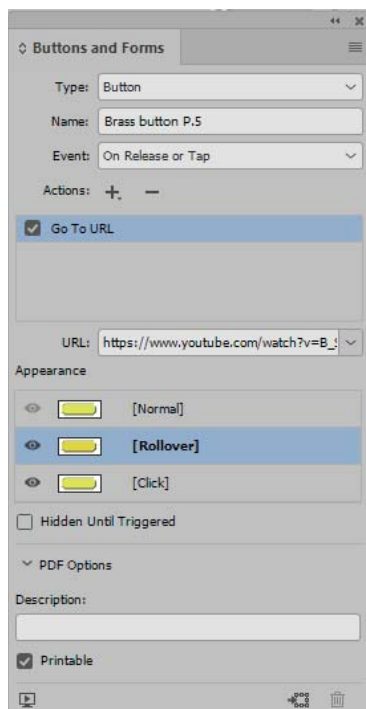 Buttons and Forms
Type: Button
Name: Brass button P.5
Event: On Release or Tap
Actions:
Go To URL
URL: https://www.youtube.com/watch?v=B_
Appearance
[Normal]
[Rollover]
[Click]
Hidden Until Triggered
PDF Options
Description:
Printable